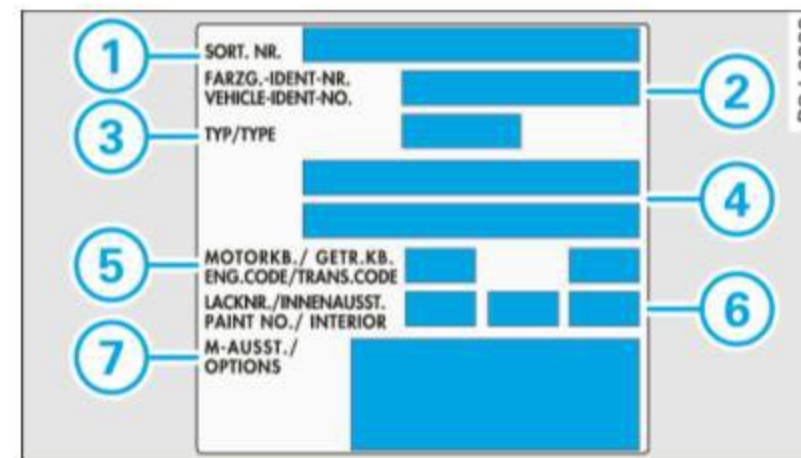 1
SORT. NR.
FARZG.-IDENT-NR.
VEHICLE-IDENT-NO.
2
3
TYP/TYPE
4
5
MOTORKB./ GETR.KB.
ENG.CODE/TRANS.CODE
LACKNR./INNENAUSST.
PAINT NO./ INTERIOR
6
7
M-AUSST./
OPTIONS